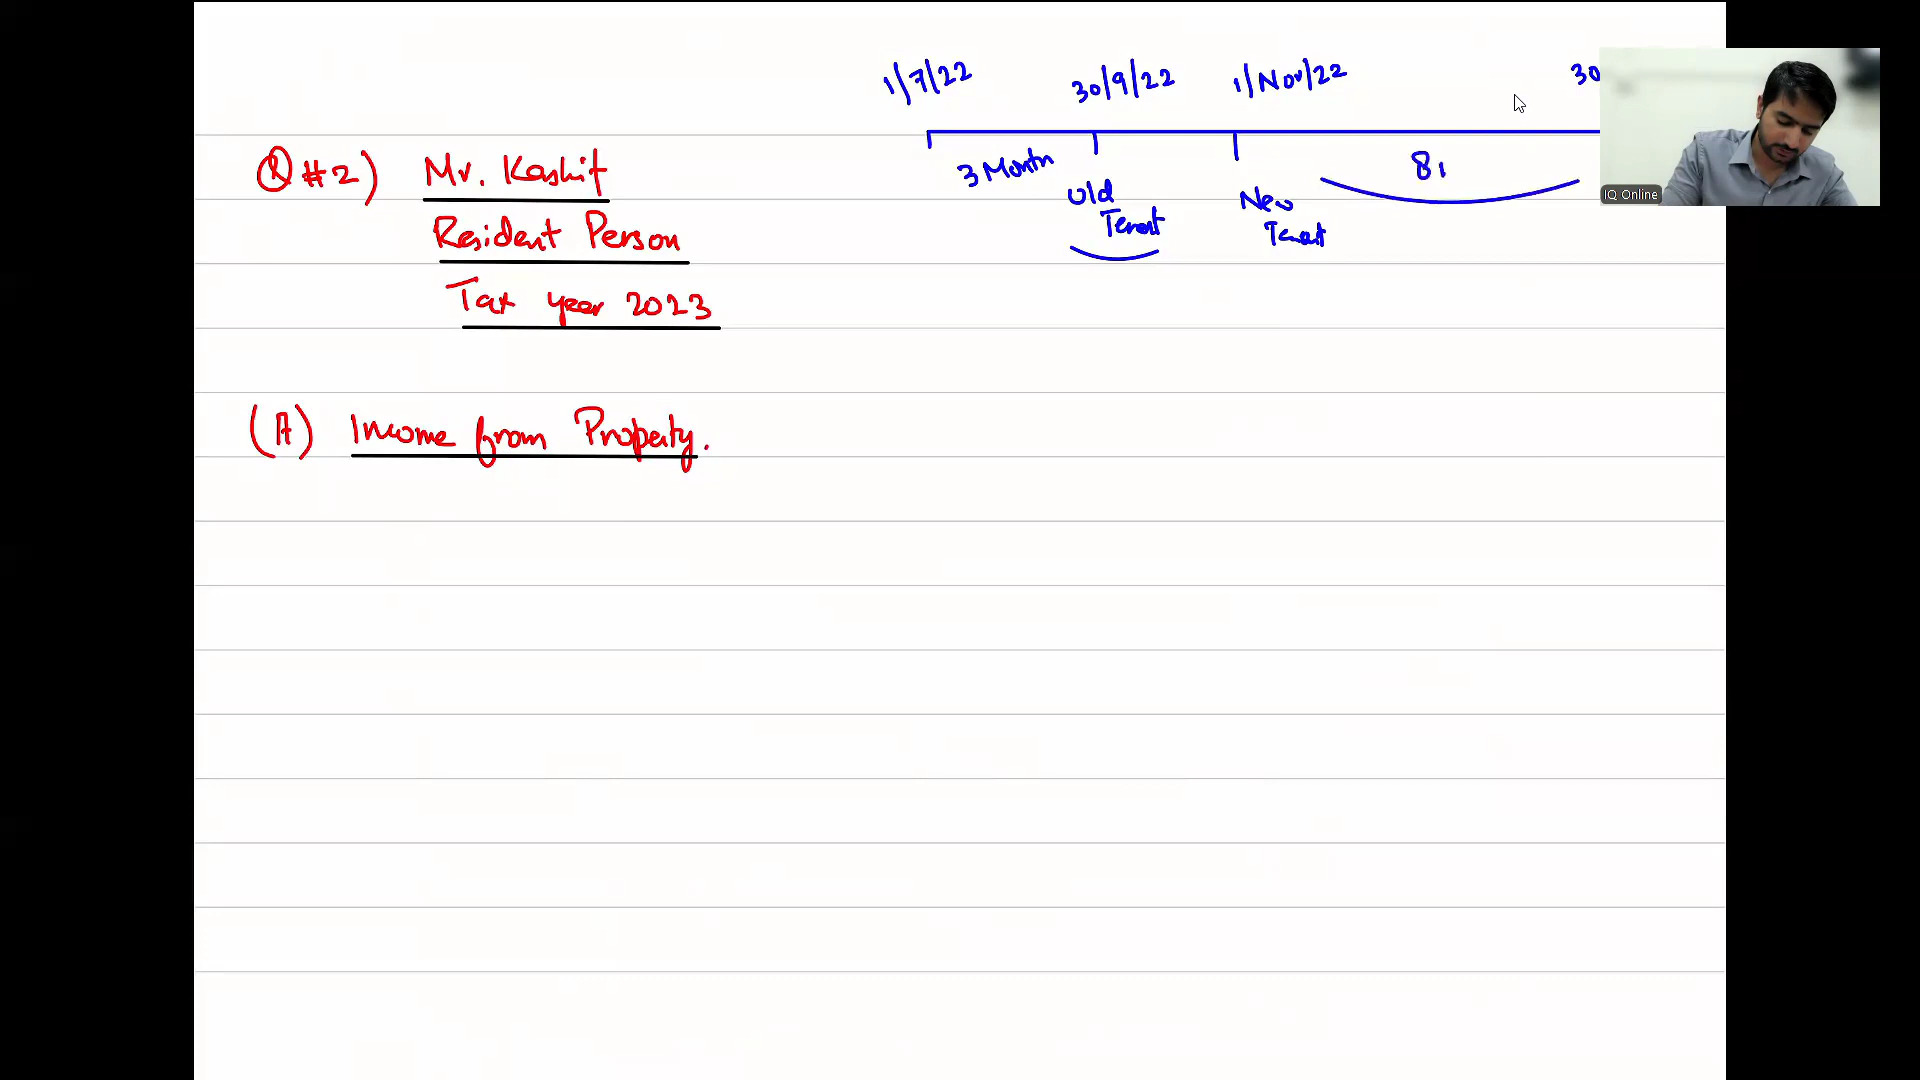 1/7/22 30/9/22 1/Nov/22 30
Q#2) Mr. Kashif
3 Month 8
Old Tenant
New Tenant
IQ Online
Resident Person
Tax year 2023
(A) Income from Property.